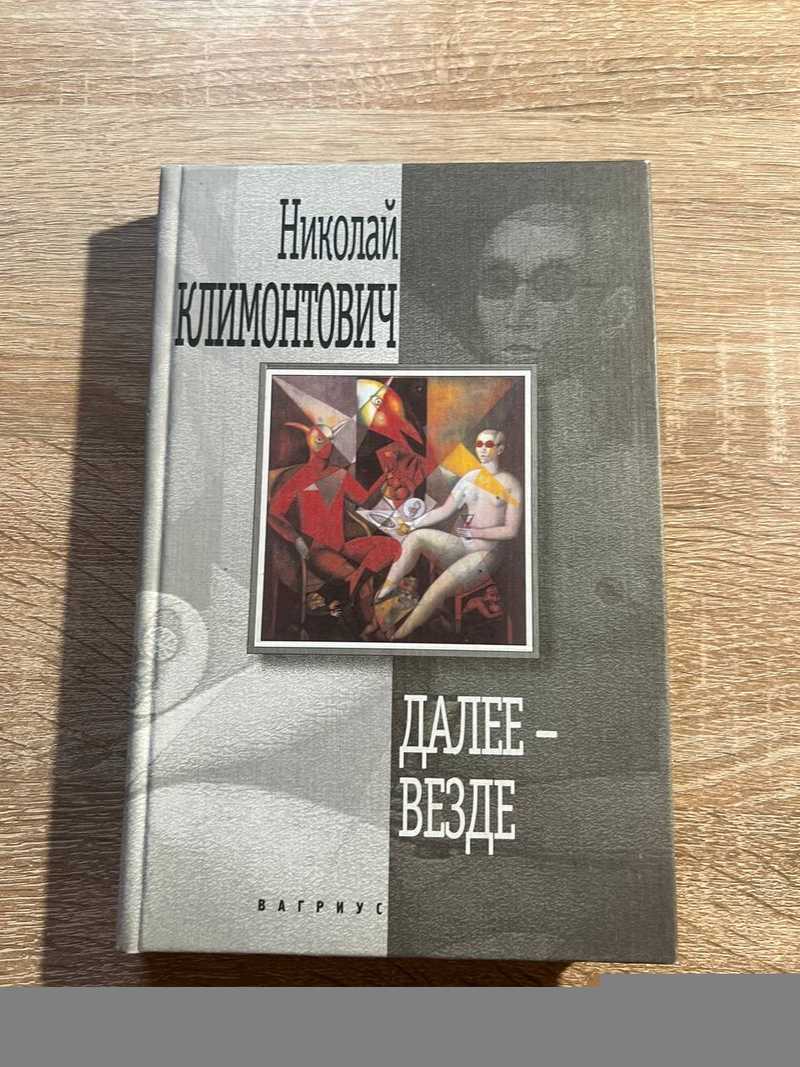 Николай
КЛИМОНТОВИЧ
ДАЛЕЕ –
ВЕЗДЕ
ВАГРИУС